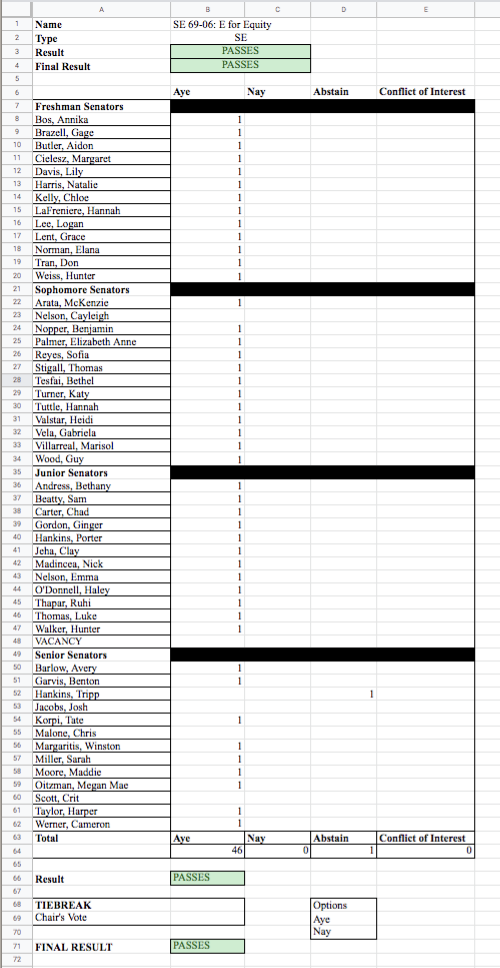 A B C D E
1 Name SE 69-06: E for Equity
2 Type SE
3 Result PASSES
4 Final Result PASSES
5
6 Aye Nay Abstain Conflict of Interest
7 Freshman Senators
8 Bos, Annika 1
9 Brazell, Gage 1
10 Butler, Aidon 1
11 Cielesz, Margaret 1
12 Davis, Lily 1
13 Harris, Natalie 1
14 Kelly, Chloe 1
15 LaFreniere, Hannah 1
16 Lee, Logan 1
17 Lent, Grace 1
18 Norman, Elana 1
19 Tran, Don 1
20 Weiss, Hunter 1
21 Sophomore Senators
22 Arata, McKenzie 1
23 Nelson, Cayleigh
24 Nopper, Benjamin 1
25 Palmer, Elizabeth Anne 1
26 Reyes, Sofia 1
27 Stigall, Thomas 1
28 Tesfai, Bethel 1
29 Turner, Katy 1
30 Tuttle, Hannah 1
31 Valstar, Heidi 1
32 Vela, Gabriela 1
33 Villarreal, Marisol 1
34 Wood, Guy 1
35 Junior Senators
36 Andress, Bethany 1
37 Beatty, Sam 1
38 Carter, Chad 1
39 Gordon, Ginger 1
40 Hankins, Porter 1
41 Jeha, Clay 1
42 Madincea, Nick 1
43 Nelson, Emma 1
44 O'Donnell, Haley 1
45 Thapar, Ruhi 1
46 Thomas, Luke 1
47 Walker, Hunter 1
48 VACANCY
49 Senior Senators
50 Barlow, Avery 1
51 Garvis, Benton 1
52 Hankins, Tripp 1
53 Jacobs, Josh
54 Korpi, Tate 1
55 Malone, Chris
56 Margaritis, Winston 1
57 Miller, Sarah 1
58 Moore, Maddie 1
59 Oitzman, Megan Mae 1
60 Scott, Crit
61 Taylor, Harper 1
62 Werner, Cameron 1
63 Total Aye Nay Abstain Conflict of Interest
64 46 0 1 0
65
66 Result PASSES
67
68 TIEBREAK Options
69 Chair's Vote Aye
70 Nay
71 FINAL RESULT PASSES
72